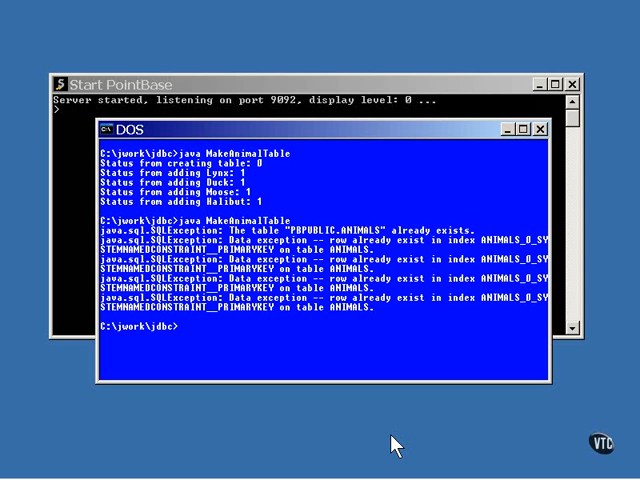 Start PointBase
Server started, listening on port 9092, display level: 0 ...
>
DOS
C:\jwork\jdbc>java MakeAnimalTable
Status from creating table: 0
Status from adding Lynx: 1
Status from adding Duck: 1
Status from adding Moose: 1
Status from adding Halibut: 1
C:\jwork\jdbc>java MakeAnimalTable
java.sql.SQLException: The table "PBPUBLIC.ANIMALS" already exists.
java.sql.SQLException: Data exception -- row already exist in index ANIMALS_0_SY
STEMNAMEDCONSTRAINT__PRIMARYKEY on table ANIMALS.
java.sql.SQLException: Data exception -- row already exist in index ANIMALS_0_SY
STEMNAMEDCONSTRAINT__PRIMARYKEY on table ANIMALS.
java.sql.SQLException: Data exception -- row already exist in index ANIMALS_0_SY
STEMNAMEDCONSTRAINT__PRIMARYKEY on table ANIMALS.
java.sql.SQLException: Data exception -- row already exist in index ANIMALS_0_SY
STEMNAMEDCONSTRAINT__PRIMARYKEY on table ANIMALS.
C:\jwork\jdbc>
VTC